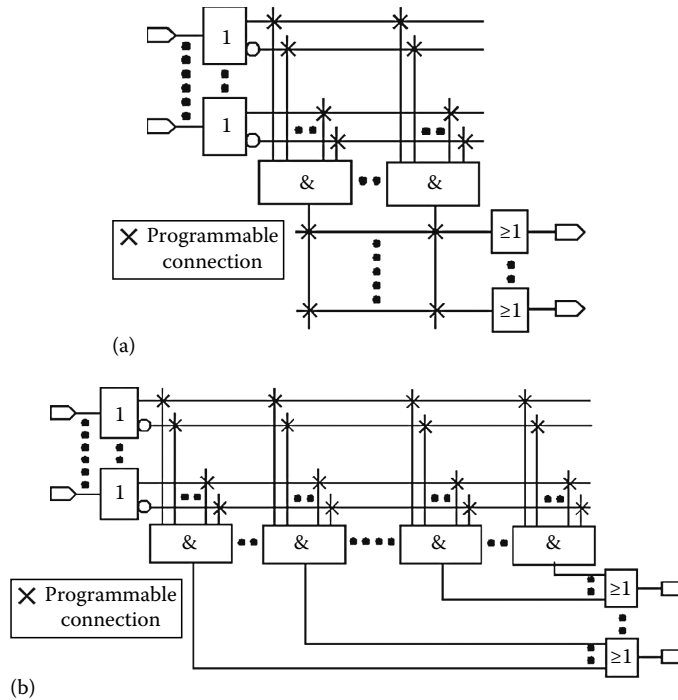 1
1
&
&
≥1
Programmable
connection
≥1
(a)
1
1
&
&
&
&
≥1
Programmable
connection
≥1
(b)